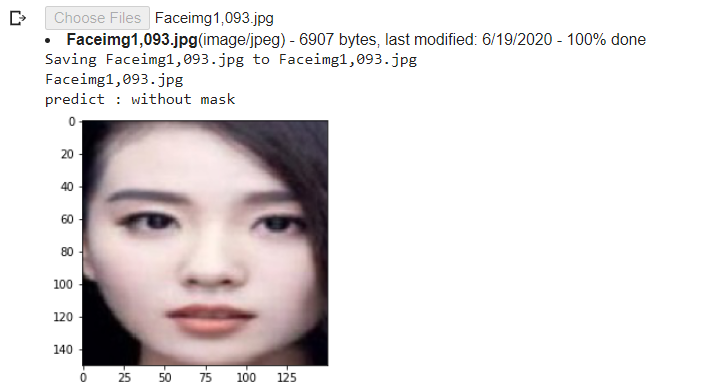 Choose Files Faceimg1,093.jpg
• Faceimg1,093.jpg(image/jpeg) - 6907 bytes, last modified: 6/19/2020 - 100% done
Saving Faceimg1,093.jpg to Faceimg1,093.jpg
Faceimg1,093.jpg
predict : without mask
0
20
40
60
80
100
120
140
0 25 50 75 100 125